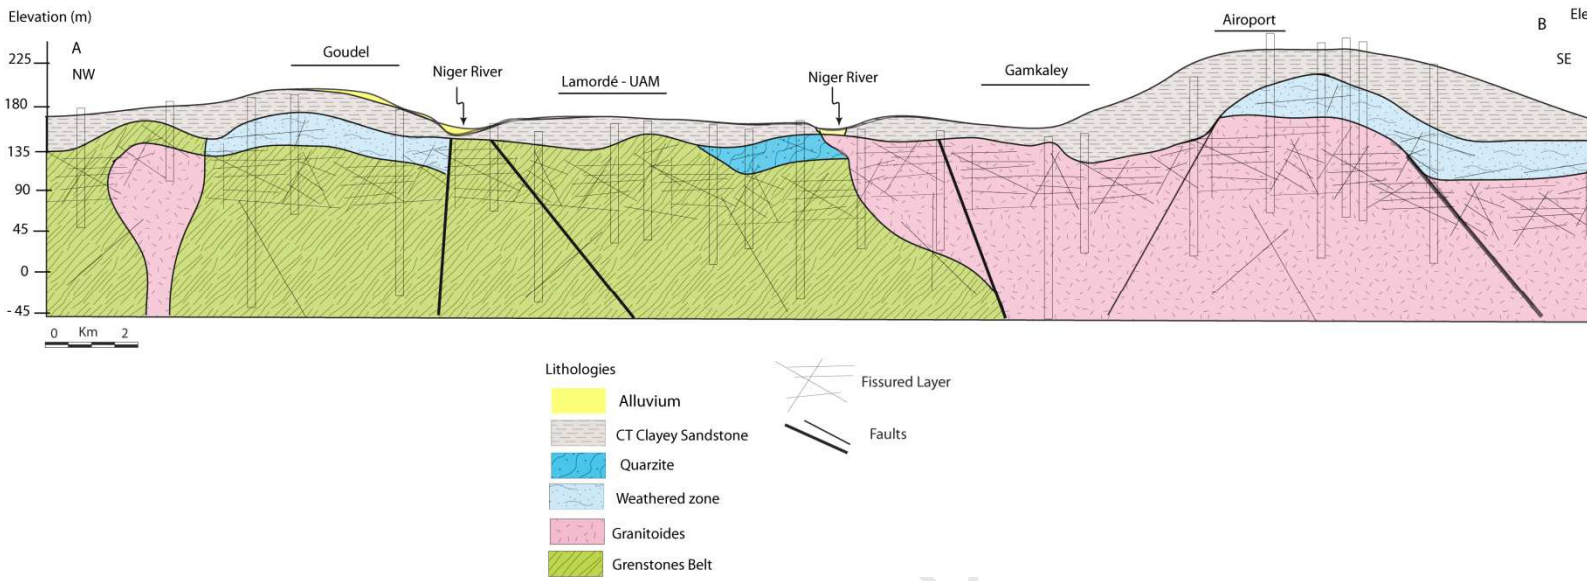 Elevation (m)
A
NW
Goudel
Niger River
Lamordé - UAM
Niger River
Gamkaley
Airoport
B
Ele
SE
225
180
135
90
45
0
- 45
0 Km 2
Lithologies
Alluvium
CT Clayey Sandstone
Quarzite
Weathered zone
Granitoides
Grenstones Belt
Fissured Layer
Faults